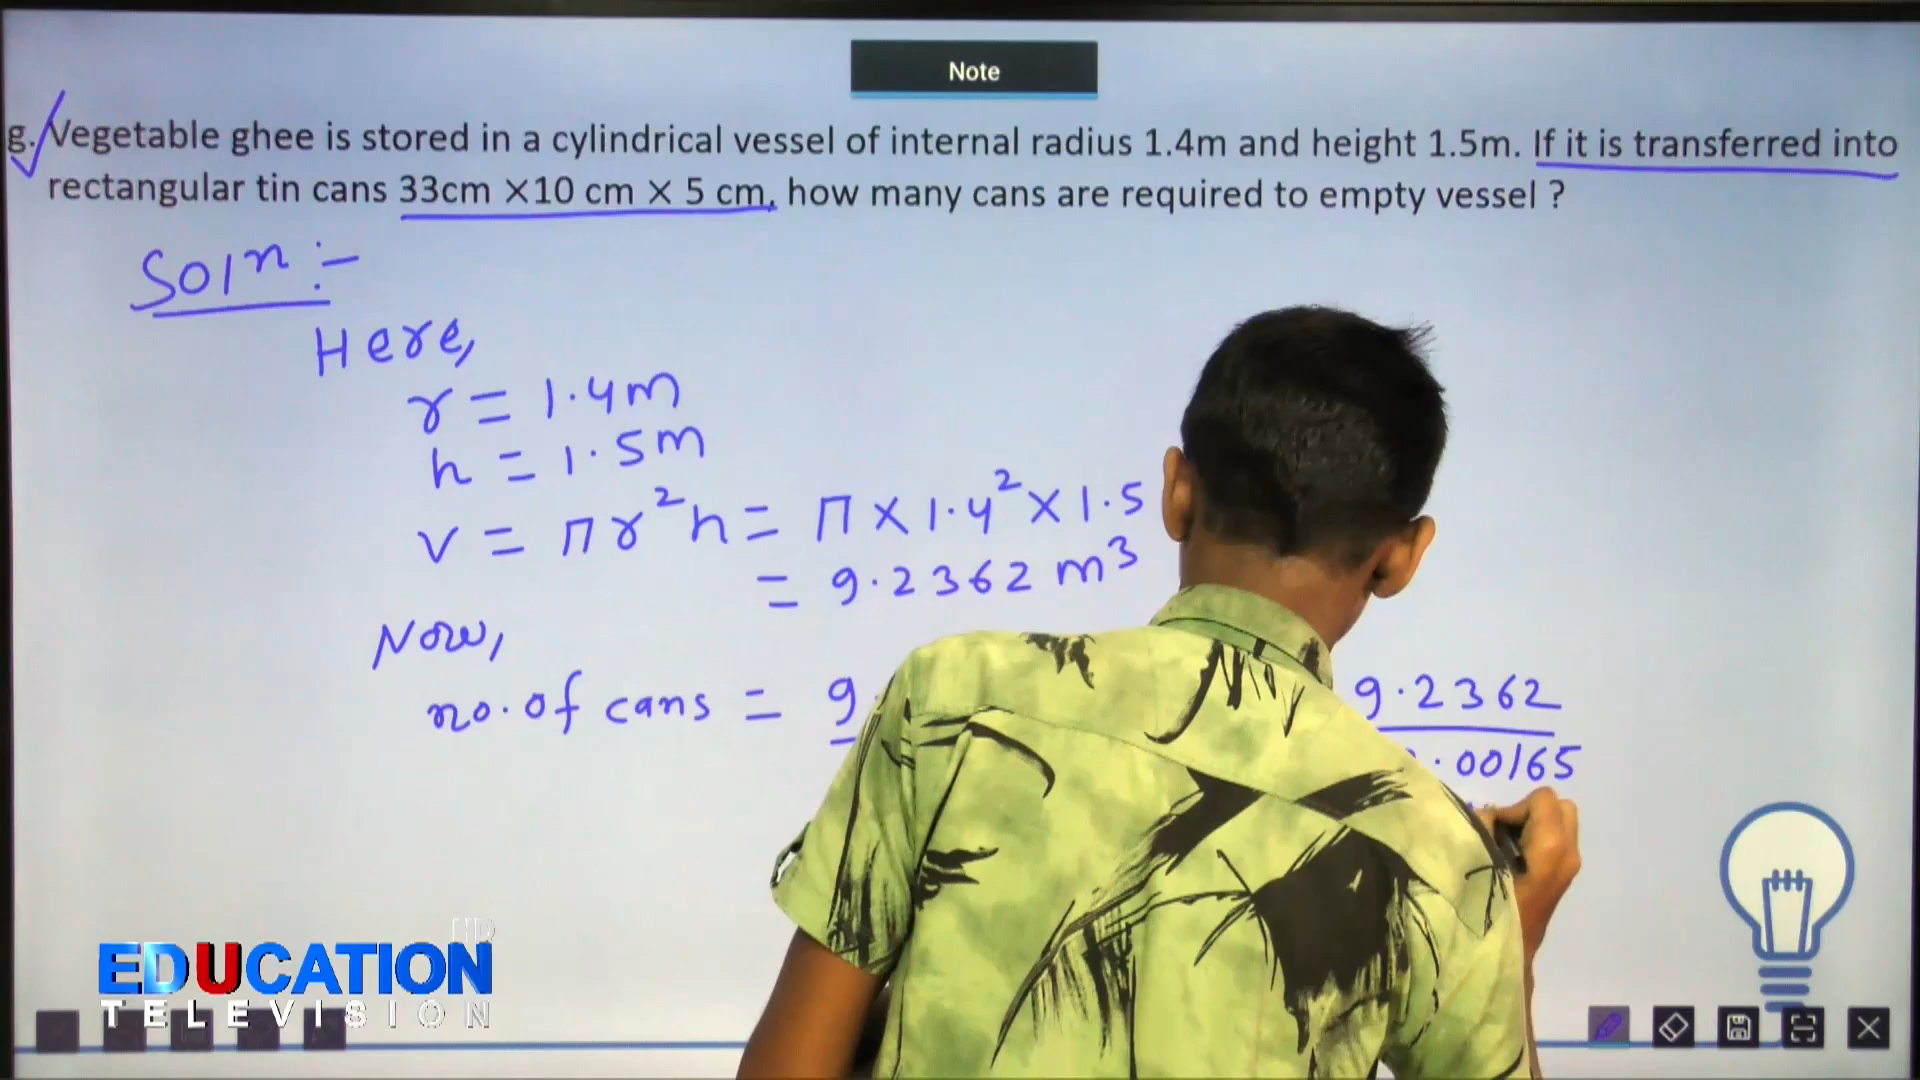 Note
g. Vegetable ghee is stored in a cylindrical vessel of internal radius 1.4m and height 1.5m. If it is transferred into
rectangular tin cans 33cm ×10 cm × 5 cm, how many cans are required to empty vessel ?
Solⁿ :-
Here,
r = 1.4m
h = 1.5m
v = πr²h = π × 1.4² × 1.5
= 9.2362 m³
Now,
no. of cans = 9. 9.2362
.00165
HD
EDUCATION
TELEVISION